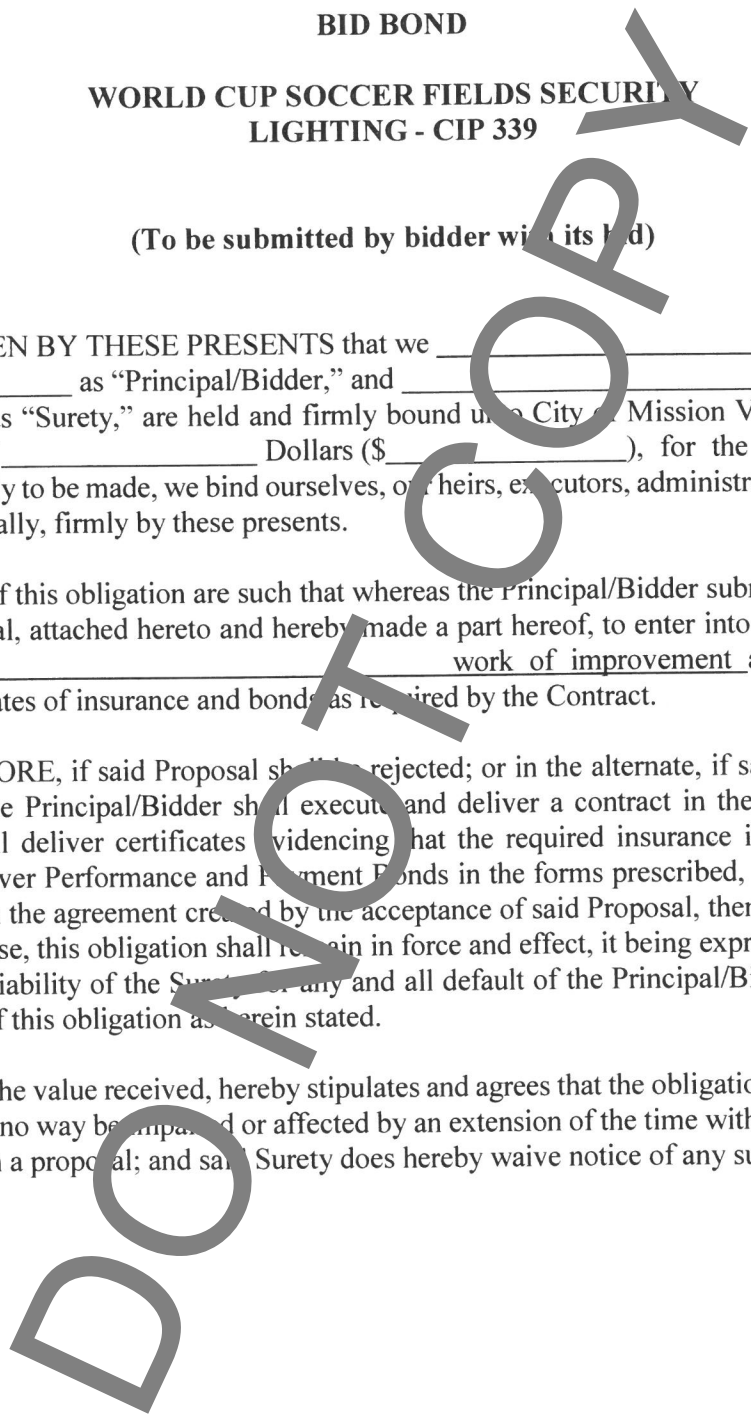 BID BOND
WORLD CUP SOCCER FIELDS SECURITY
LIGHTING - CIP 339
(To be submitted by bidder with its bid)
EN BY THESE PRESENTS that we
as “Principal/Bidder,” and
s “Surety,” are held and firmly bound unto City of Mission V
Dollars ($ ), for the
y to be made, we bind ourselves, our heirs, executors, administr
ally, firmly by these presents.
f this obligation are such that whereas the Principal/Bidder subr
al, attached hereto and hereby made a part hereof, to enter into
work of improvement a
ates of insurance and bonds as required by the Contract.
ORE, if said Proposal shall be rejected; or in the alternate, if sa
e Principal/Bidder shall execute and deliver a contract in the
l deliver certificates evidencing that the required insurance i
ver Performance and Payment Bonds in the forms prescribed,
the agreement created by the acceptance of said Proposal, then
se, this obligation shall remain in force and effect, it being expr
iability of the Surety for any and all default of the Principal/Bi
f this obligation as herein stated.
he value received, hereby stipulates and agrees that the obligatio
no way be impaired or affected by an extension of the time with
a proposal; and said Surety does hereby waive notice of any su
DO NOT COPY